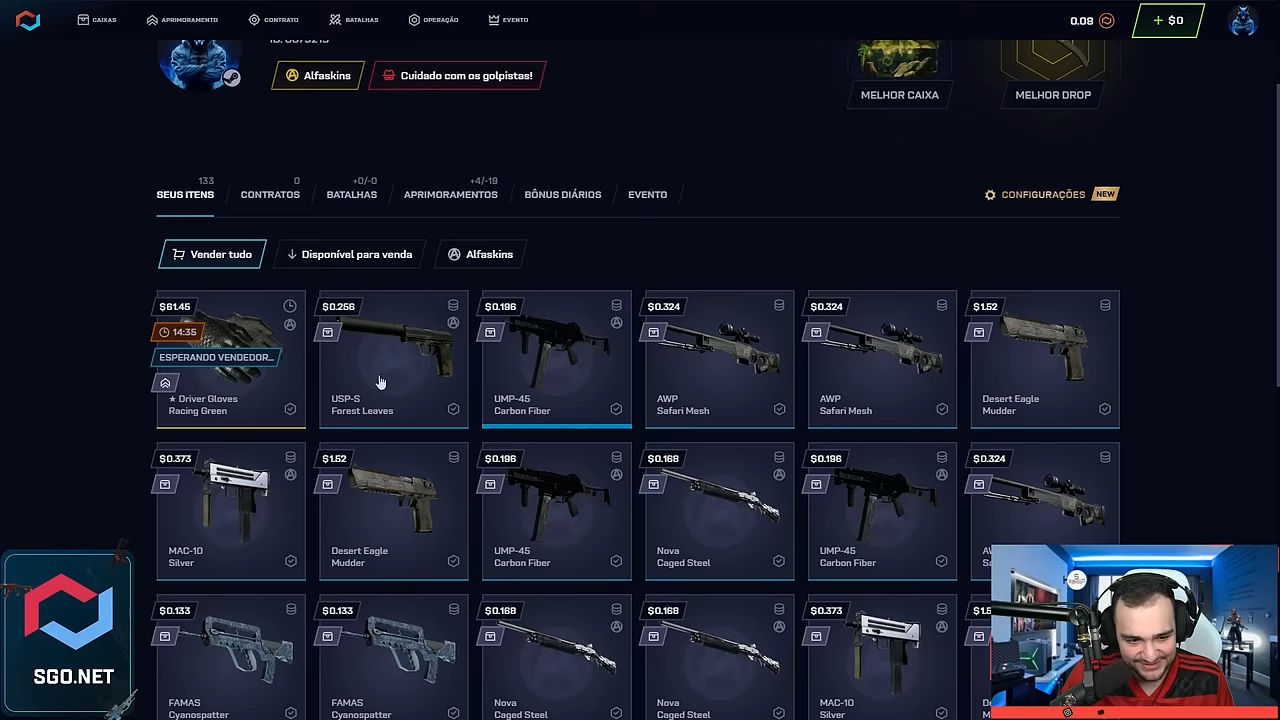 CAIXAS
APRIMORAMENTO
CONTRATO
BATALHAS
OPERAÇÃO
EVENTO
0.08
+ $0
Alfaskins
Cuidado com os golpistas!
MELHOR CAIXA
MELHOR DROP
133
SEUS ITENS
0
CONTRATOS
+0/-0
BATALHAS
+4/-19
APRIMORAMENTOS
BÔNUS DIÁRIOS
EVENTO
CONFIGURAÇÕES NEW
Vender tudo
Disponível para venda
Alfaskins
$61.45
14:35
ESPERANDO VENDEDOR...
★ Driver Gloves
Racing Green
$0.256
USP-S
Forest Leaves
$0.196
UMP-45
Carbon Fiber
$0.324
AWP
Safari Mesh
$0.324
AWP
Safari Mesh
$1.52
Desert Eagle
Mudder
$0.373
MAC-10
Silver
$1.52
Desert Eagle
Mudder
$0.196
UMP-45
Carbon Fiber
$0.168
Nova
Caged Steel
$0.196
UMP-45
Carbon Fiber
$0.324
$0.133
FAMAS
Cyanospatter
$0.133
FAMAS
Cyanospatter
$0.168
Nova
Caged Steel
$0.168
Nova
Caged Steel
$0.373
MAC-10
Silver
SGO.NET